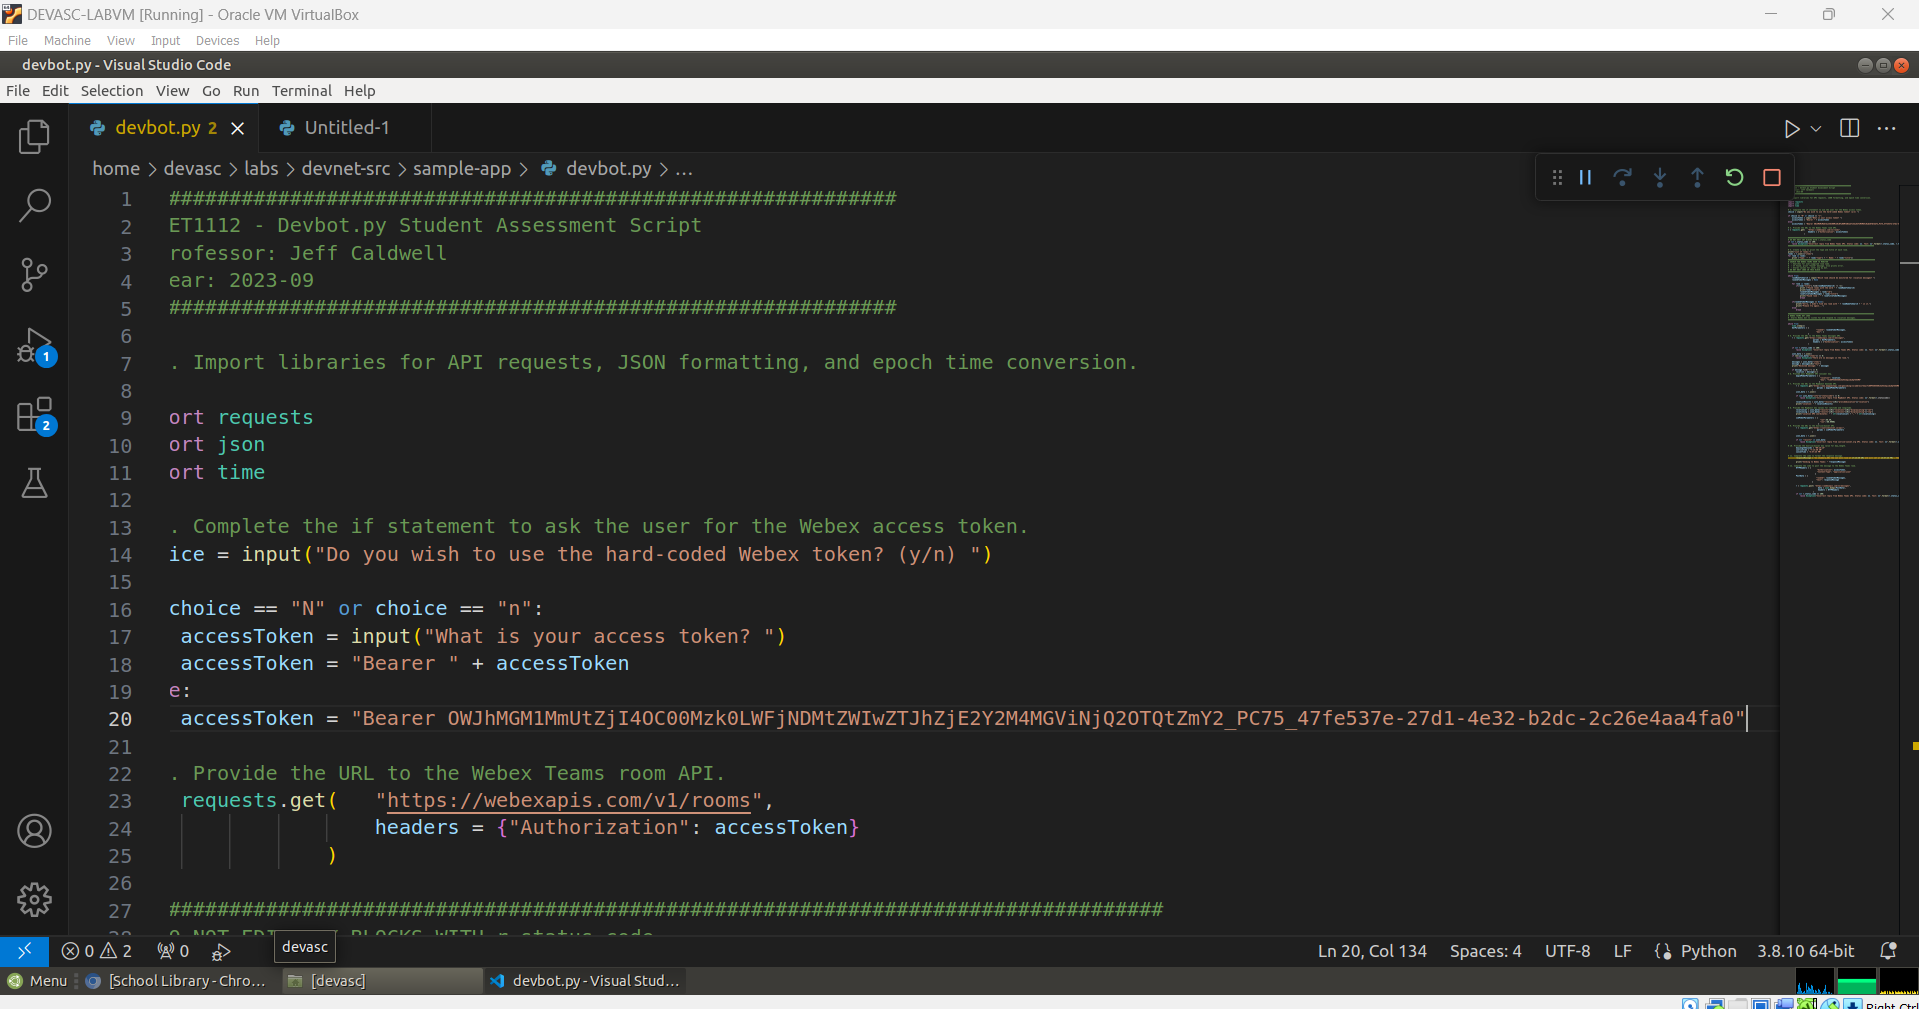 DEVASC-LABVM [Running] - Oracle VM VirtualBox
File Machine View Input Devices Help
devbot.py - Visual Studio Code
File Edit Selection View Go Run Terminal Help
devbot.py 2 Untitled-1
home > devasc > labs > devnet-src > sample-app > devbot.py > ...
1 ############################################################
2 ET1112 - Devbot.py Student Assessment Script
3 rofessor: Jeff Caldwell
4 ear: 2023-09
5 ############################################################
6
7 . Import libraries for API requests, JSON formatting, and epoch time conversion.
8
9 ort requests
10 ort json
11 ort time
12
13 . Complete the if statement to ask the user for the Webex access token.
14 ice = input("Do you wish to use the hard-coded Webex token? (y/n) ")
15
16 choice == "N" or choice == "n":
17 accessToken = input("What is your access token? ")
18 accessToken = "Bearer " + accessToken
19 e:
20 accessToken = "Bearer OWJhMGM1MmUtZjI4OC00Mzk0LWFjNDMtZWIwZTJhZjE2Y2M4MGViNjQ2OTQtZmY2_PC75_47fe537e-27d1-4e32-b2dc-2c26e4aa4fa0"
21
22 . Provide the URL to the Webex Teams room API.
23 requests.get( "https://webexapis.com/v1/rooms",
24 headers = {"Authorization": accessToken}
25 )
26
27 ##################################################################################
1
2
devasc
0 2 0 Ln 20, Col 134 Spaces: 4 UTF-8 LF Python 3.8.10 64-bit
Menu [School Library - Chro... [devasc] devbot.py - Visual Stud...
Right Ctrl